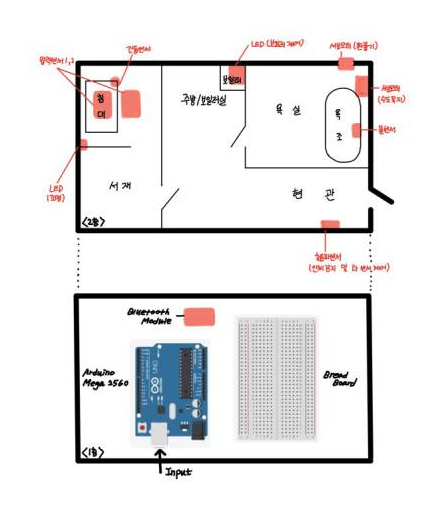 LED (보일러 제어)
서보모터 (환풍기)
진동센서
압력센서 1, 2
보일러
침
대
주방/보일러실
욕 실
욕
조
서보모터
(수도꼭지)
물센서
LED
(조명)
서 재
현 관
<2층>
초음파센서
(인체감지 및 타 센서 제어)
Bluetooth
Module
Arduino
Mega 2560
Bread
Board
<1층>
Input